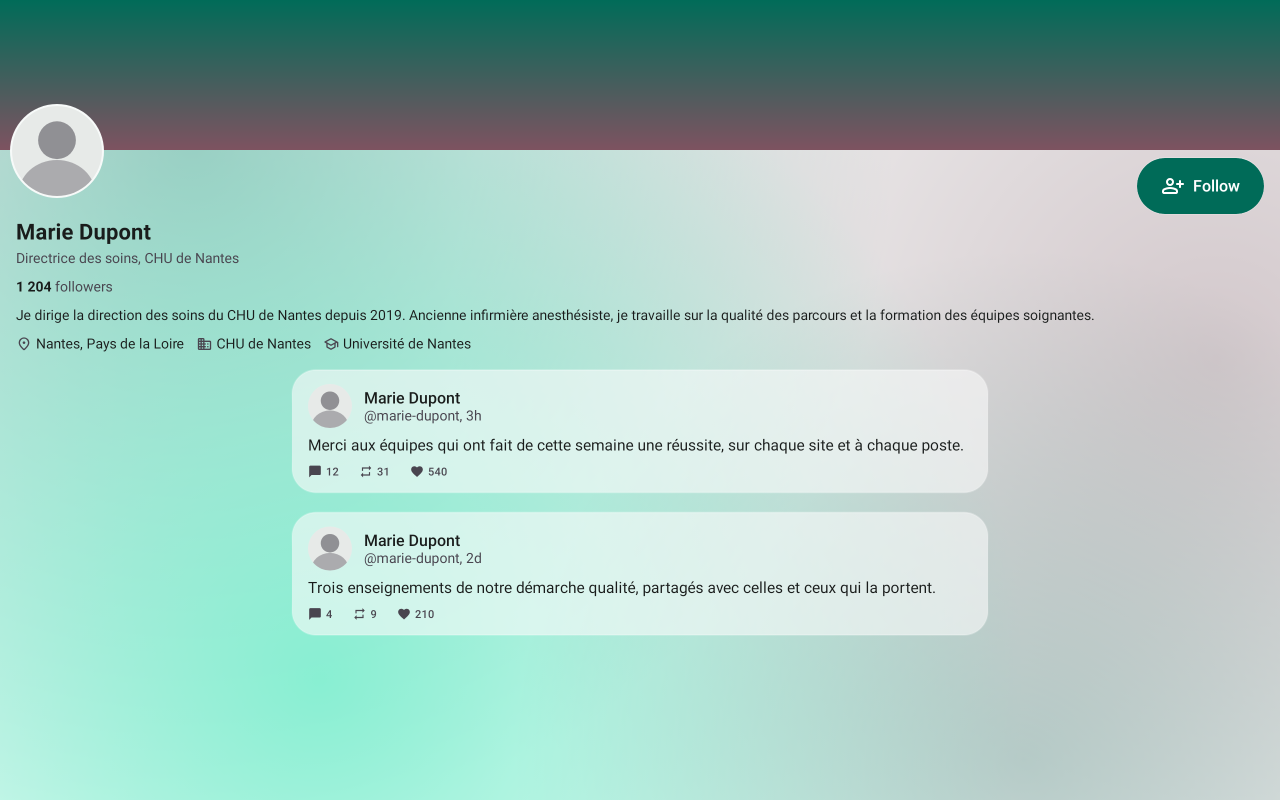 Follow
Marie Dupont
Directrice des soins, CHU de Nantes
1 204 followers
Je dirige la direction des soins du CHU de Nantes depuis 2019. Ancienne infirmière anesthésiste, je travaille sur la qualité des parcours et la formation des équipes soignantes.
Nantes, Pays de la Loire CHU de Nantes Université de Nantes
Marie Dupont
@marie-dupont, 3h
Merci aux équipes qui ont fait de cette semaine une réussite, sur chaque site et à chaque poste.
12 31 540
Marie Dupont
@marie-dupont, 2d
Trois enseignements de notre démarche qualité, partagés avec celles et ceux qui la portent.
4 9 210